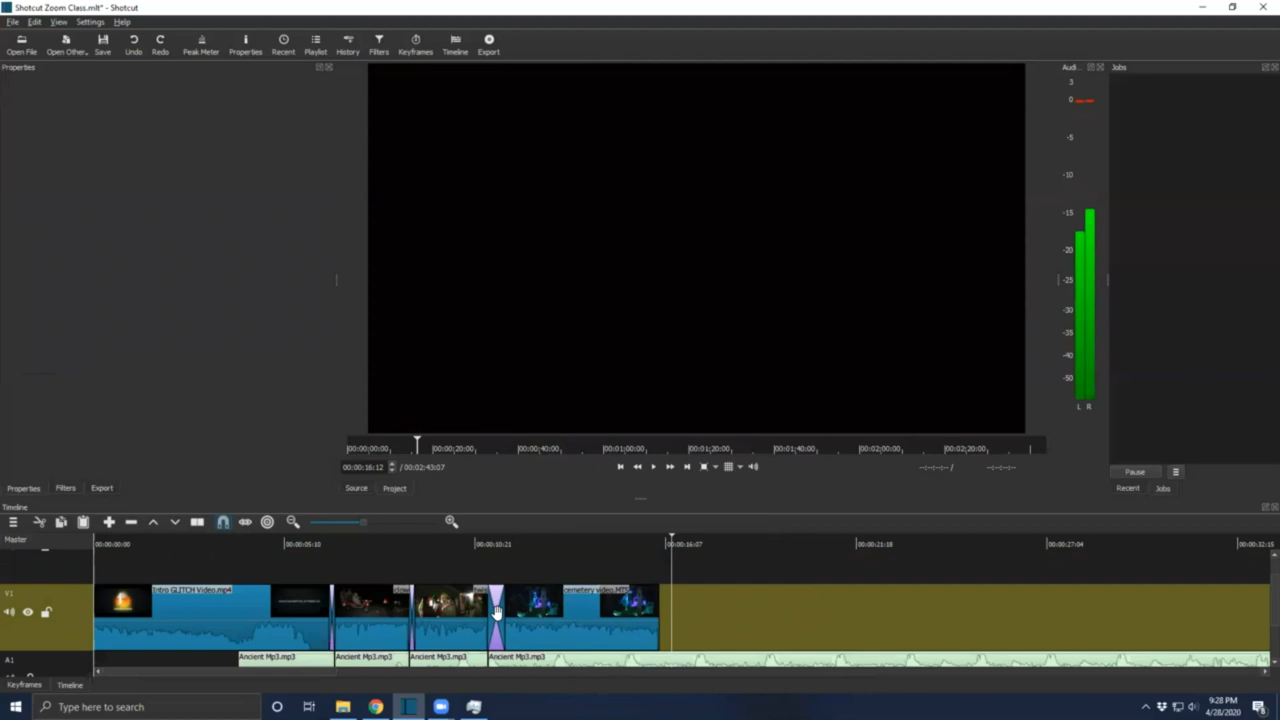 Shotcut Zoom Class.mlt* - Shotcut
File Edit View Settings Help
Open File Open Other.. Save Undo Redo Peak Meter Properties Recent Playlist History Filters Keyframes Timeline Export
Properties
Audi...
Jobs
3
0
-5
-10
-15
-20
-25
-30
-35
-40
-50
L R
00:00:00:00 00:00:20:00 00:00:40:00 00:01:00:00 00:01:20:00 00:01:40:00 00:02:00:00 00:02:20:00
00:00:16:12 / 00:02:43:07
--:--:--:-- / --:--:--:--
Pause
Properties Filters Export
Source Project
Recent Jobs
Timeline
Master
00:00:00:00 00:00:05:10 00:00:10:21 00:00:16:07 00:00:21:18 00:00:27:04 00:00:32:15
V1
Intro GLITCH Video.mp4
cemetery video.MTS
A1
Ancient Mp3.mp3 Ancient Mp3.mp3 Ancient Mp3.mp3 Ancient Mp3.mp3
Keyframes Timeline
Type here to search
9:28 PM
4/28/2020
8